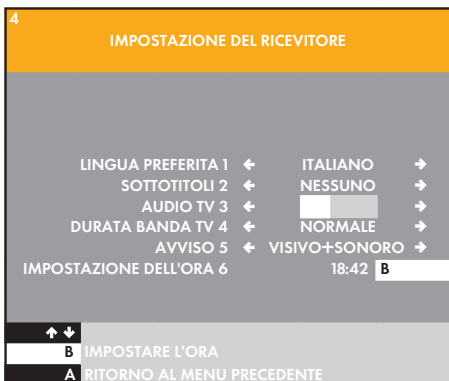 4
IMPOSTAZIONE DEL RICEVITORE
LINGUA PREFERITA 1 ← ITALIANO →
SOTTOTITOLI 2 ← NESSUNO →
AUDIO TV 3 ← →
DURATA BANDA TV 4 ← NORMALE →
AVVISO 5 ← VISIVO+SONORO →
IMPOSTAZIONE DELL'ORA 6 18:42 B
↑ ↓
B IMPOSTARE L'ORA
A RITORNO AL MENU PRECEDENTE